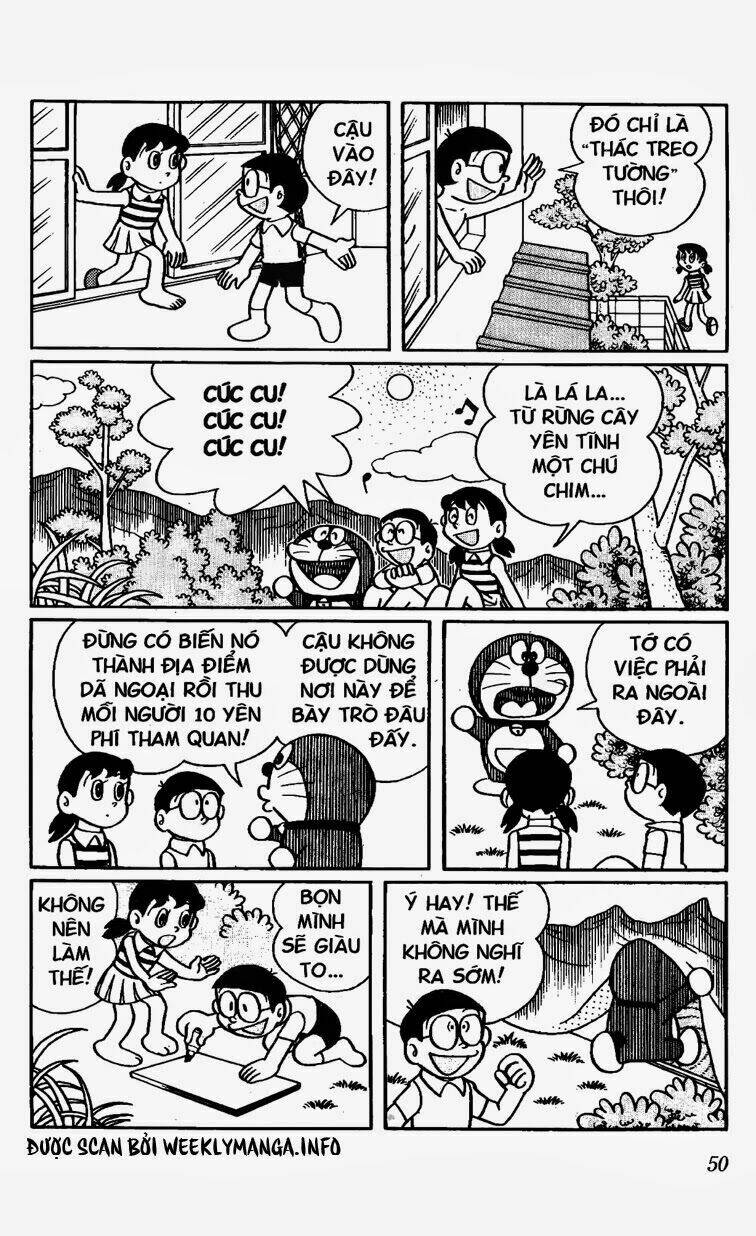 ĐÓ CHỈ LÀ
“THÁC TREO
TƯỜNG”
THÔI!
CẬU
VÀO
ĐÂY!
LÀ LÁ LA...
TỪ RỪNG CÂY
YÊN TĨNH
MỘT CHÚ
CHIM...
CÚC CU!
CÚC CU!
CÚC CU!
TỚ CÓ
VIỆC PHẢI
RA NGOÀI
ĐÂY.
CẬU KHÔNG
ĐƯỢC DÙNG
NƠI NÀY ĐỂ
BÀY TRÒ ĐÂU
ĐẤY.
ĐỪNG CÓ BIẾN NÓ
THÀNH ĐỊA ĐIỂM
DÃ NGOẠI RỒI THU
MỖI NGƯỜI 10 YÊN
PHÍ THAM QUAN!
Ý HAY! THẾ
MÀ MÌNH
KHÔNG NGHĨ
RA SỚM!
BỌN
MÌNH
SẼ GIÀU
TO...
KHÔNG
NÊN
LÀM
THẾ!
ĐƯỢC SCAN BỞI WEEKLYMANGA.INFO
50